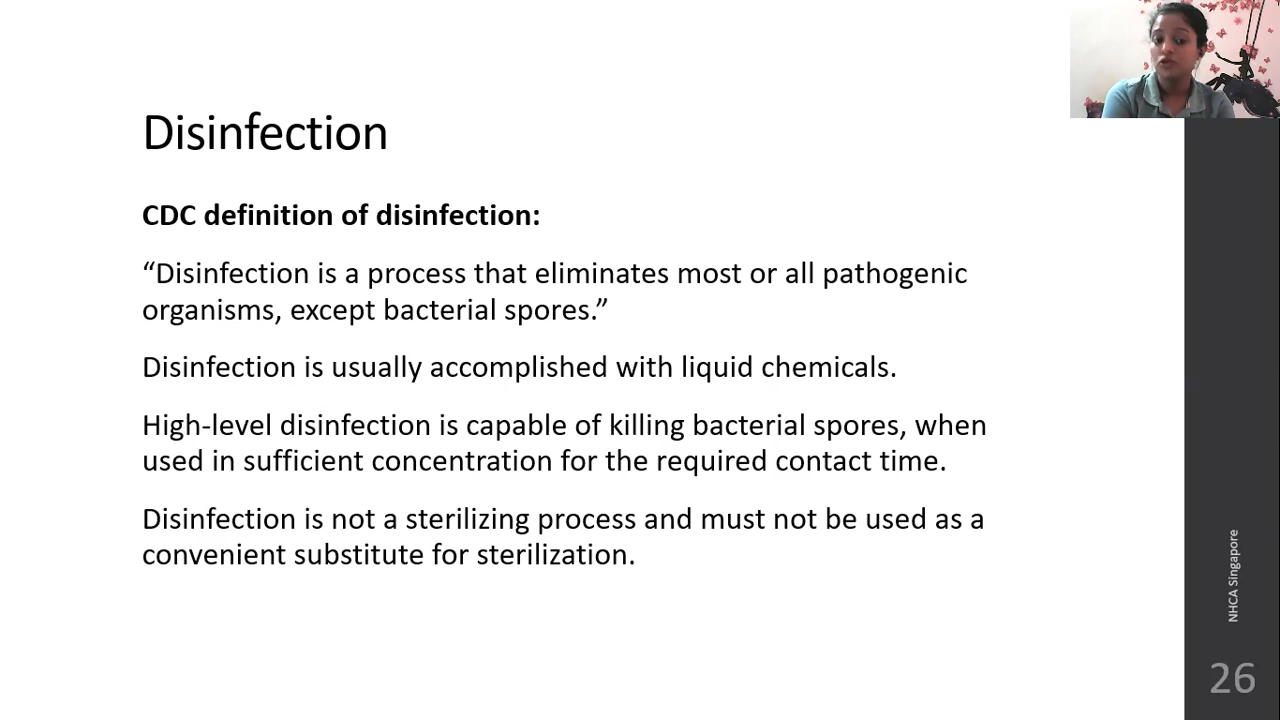 Disinfection
CDC definition of disinfection:
“Disinfection is a process that eliminates most or all pathogenic
organisms, except bacterial spores.”
Disinfection is usually accomplished with liquid chemicals.
High-level disinfection is capable of killing bacterial spores, when
used in sufficient concentration for the required contact time.
Disinfection is not a sterilizing process and must not be used as a
convenient substitute for sterilization.
NHCA Singapore
26